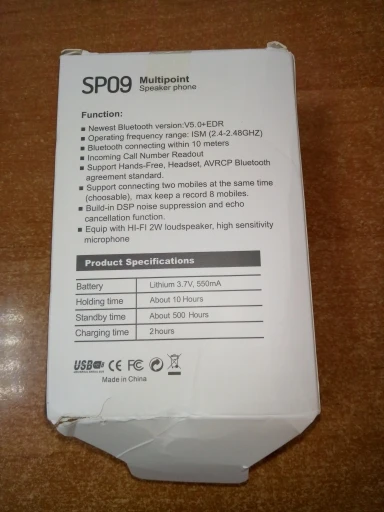 SP09 Multipoint
Speaker phone
Function:
Newest Bluetooth version:V5.0+EDR
Operating frequency range: ISM (2.4-2.48GHZ)
Bluetooth connecting within 10 meters
Incoming Call Number Readout
Support Hands-Free, Headset, AVRCP Bluetooth
agreement standard.
Support connecting two mobiles at the same time
(choosable), max keep a record 8 mobiles.
Build-in DSP noise suppression and echo
cancellation function.
Equip with HI-FI 2W loudspeaker, high sensitivity
microphone
Product Specifications
Battery Lithium 3.7V, 550mA
Holding time About 10 Hours
Standby time About 500 Hours
Charging time 2hours
USB CE FC
Made in China